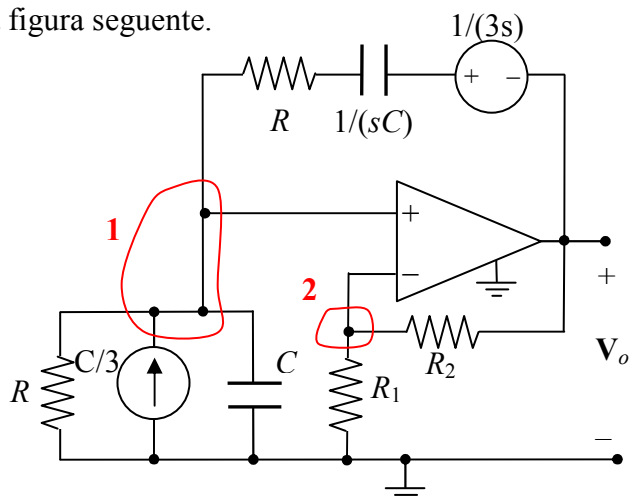 figura seguente.
1/(3s)
+ −
R
1/(sC)
1
+
−
2
+
C/3
R
C
R1
R2
Vo
−